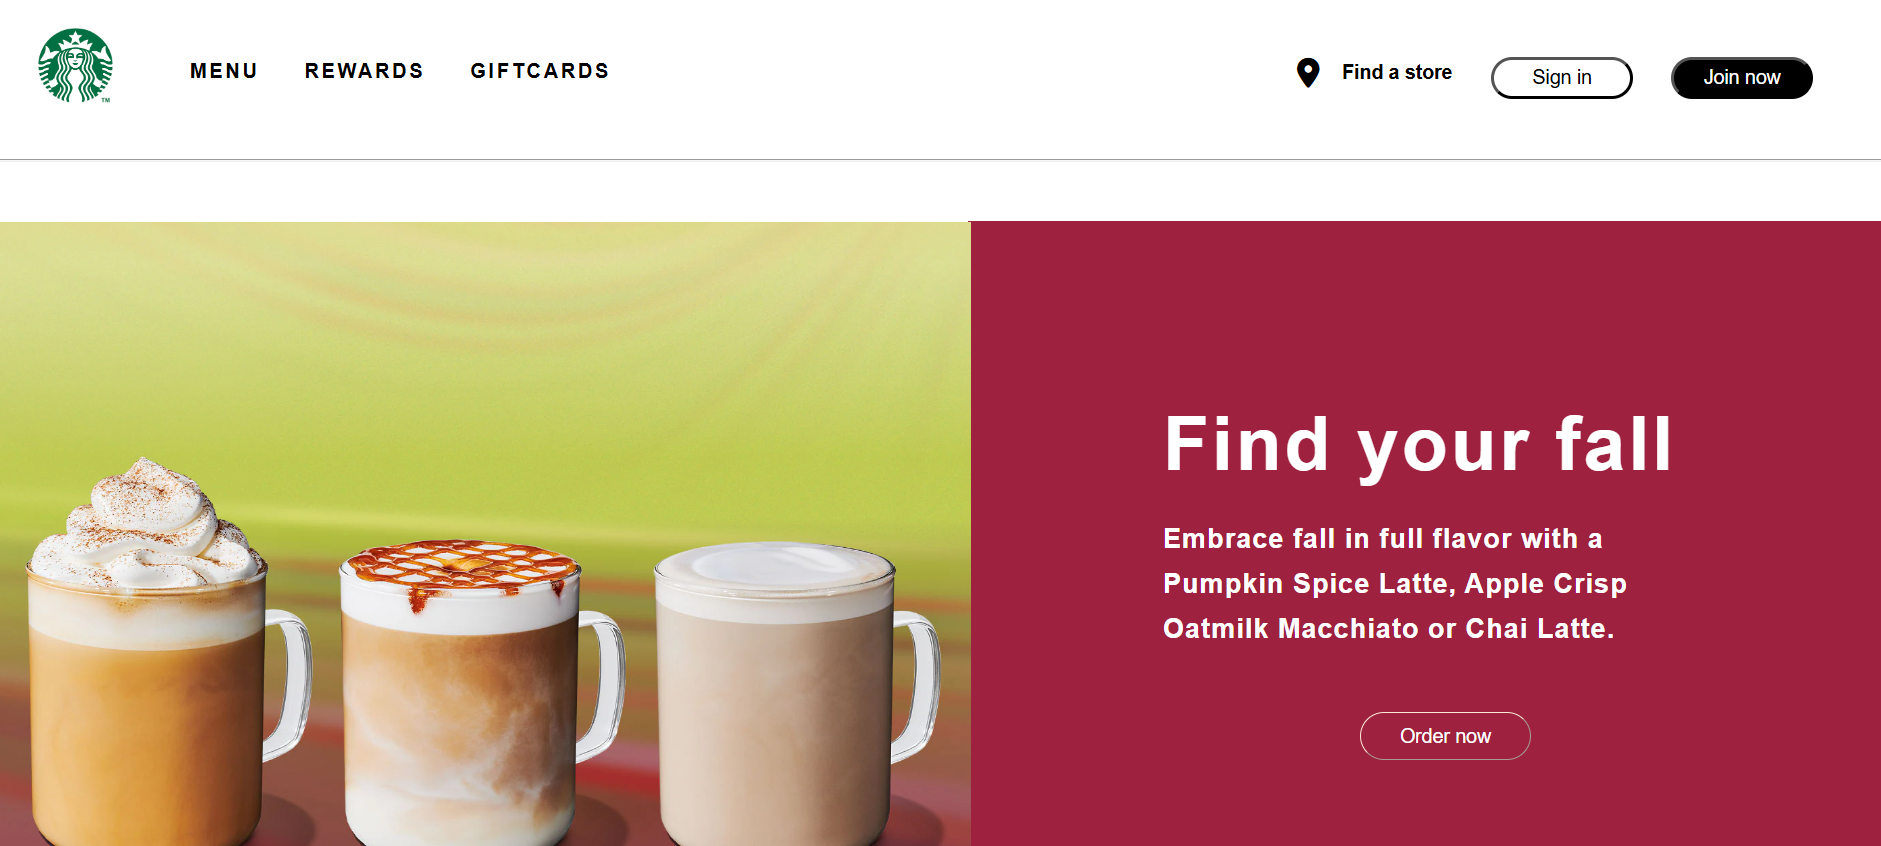 MENU REWARDS GIFTCARDS Find a store Sign in Join now
Find your fall
Embrace fall in full flavor with a
Pumpkin Spice Latte, Apple Crisp
Oatmilk Macchiato or Chai Latte.
Order now
TM